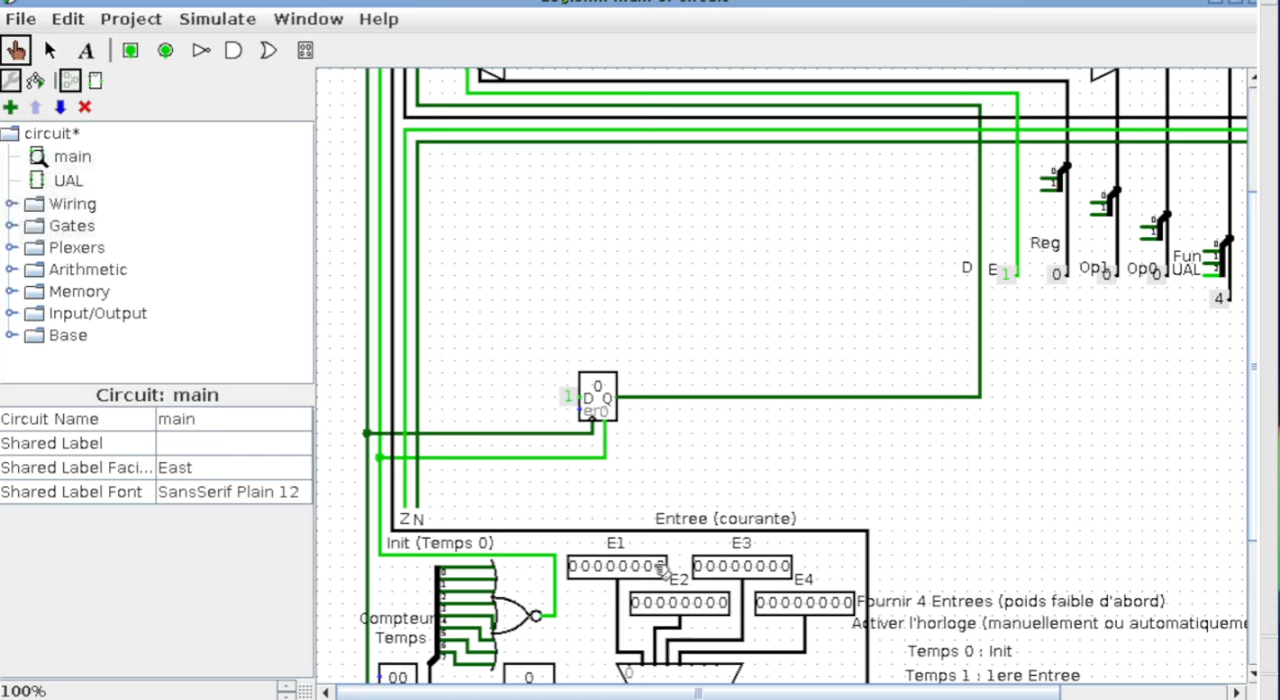 File Edit Project Simulate Window Help
A
circuit*
main
UAL
Wiring
Gates
Plexers
Arithmetic
Memory
Input/Output
Base
Circuit: main
Circuit Name main
Shared Label
Shared Label Faci... East
Shared Label Font SansSerif Plain 12
100%
Reg
D E 1 0 Op1 0 Op0 0 Fun
UAL
4
0
1 D Q
Z N
Entree (courante)
Init (Temps 0)
E1 E3
00000000 00000000
E2 E4
00000000 00000000
Compteur
Temps
00 0 0
Fournir 4 Entrees (poids faible d'abord)
Activer l'horloge (manuellement ou automatiqueme
Temps 0 : Init
Temps 1 : 1ere Entree